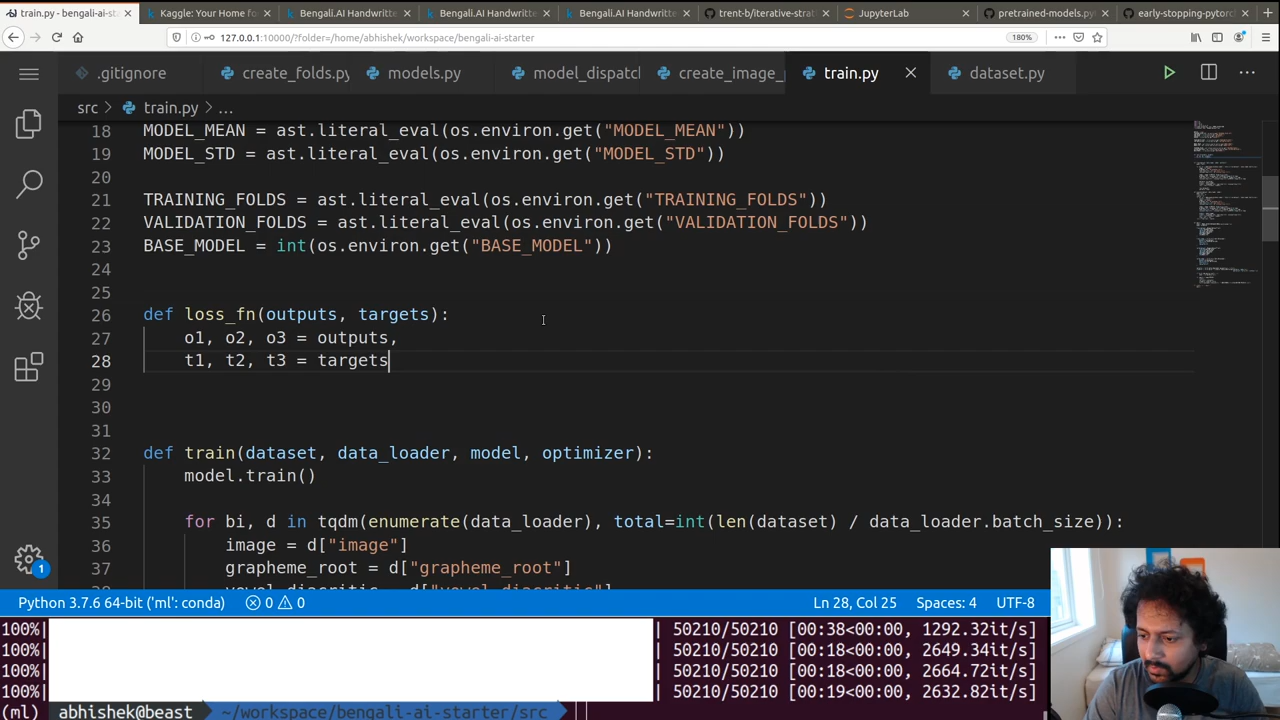 train.py - bengali-ai-st
Kaggle: Your Home fo
Bengali.AI Handwritte
Bengali.AI Handwritte
Bengali.AI Handwritte
trent-b/iterative-strat
JupyterLab
pretrained-models.py
early-stopping-pytorc
127.0.0.1:10000/?folder=/home/abhishek/workspace/bengali-ai-starter
180%
.gitignore
create_folds.py
models.py
model_dispatc
create_image_
train.py
dataset.py
src > train.py > ...
18 MODEL_MEAN = ast.literal_eval(os.environ.get("MODEL_MEAN"))
19 MODEL_STD = ast.literal_eval(os.environ.get("MODEL_STD"))
20
21 TRAINING_FOLDS = ast.literal_eval(os.environ.get("TRAINING_FOLDS"))
22 VALIDATION_FOLDS = ast.literal_eval(os.environ.get("VALIDATION_FOLDS"))
23 BASE_MODEL = int(os.environ.get("BASE_MODEL"))
24
25
26 def loss_fn(outputs, targets):
27 o1, o2, o3 = outputs,
28 t1, t2, t3 = targets
29
30
31
32 def train(dataset, data_loader, model, optimizer):
33 model.train()
34
35 for bi, d in tqdm(enumerate(data_loader), total=int(len(dataset) / data_loader.batch_size)):
36 image = d["image"]
37 grapheme_root = d["grapheme_root"]
38 vowel_diacritic = d["vowel_diacritic"]
1
Python 3.7.6 64-bit ('ml': conda)
0
0
Ln 28, Col 25
Spaces: 4
UTF-8
100%| | 50210/50210 [00:38<00:00, 1292.32it/s]
100%| | 50210/50210 [00:18<00:00, 2649.34it/s]
100%| | 50210/50210 [00:18<00:00, 2664.72it/s]
100%| | 50210/50210 [00:19<00:00, 2632.82it/s]
(ml) abhishek@beast ~/workspace/bengali-ai-starter/src